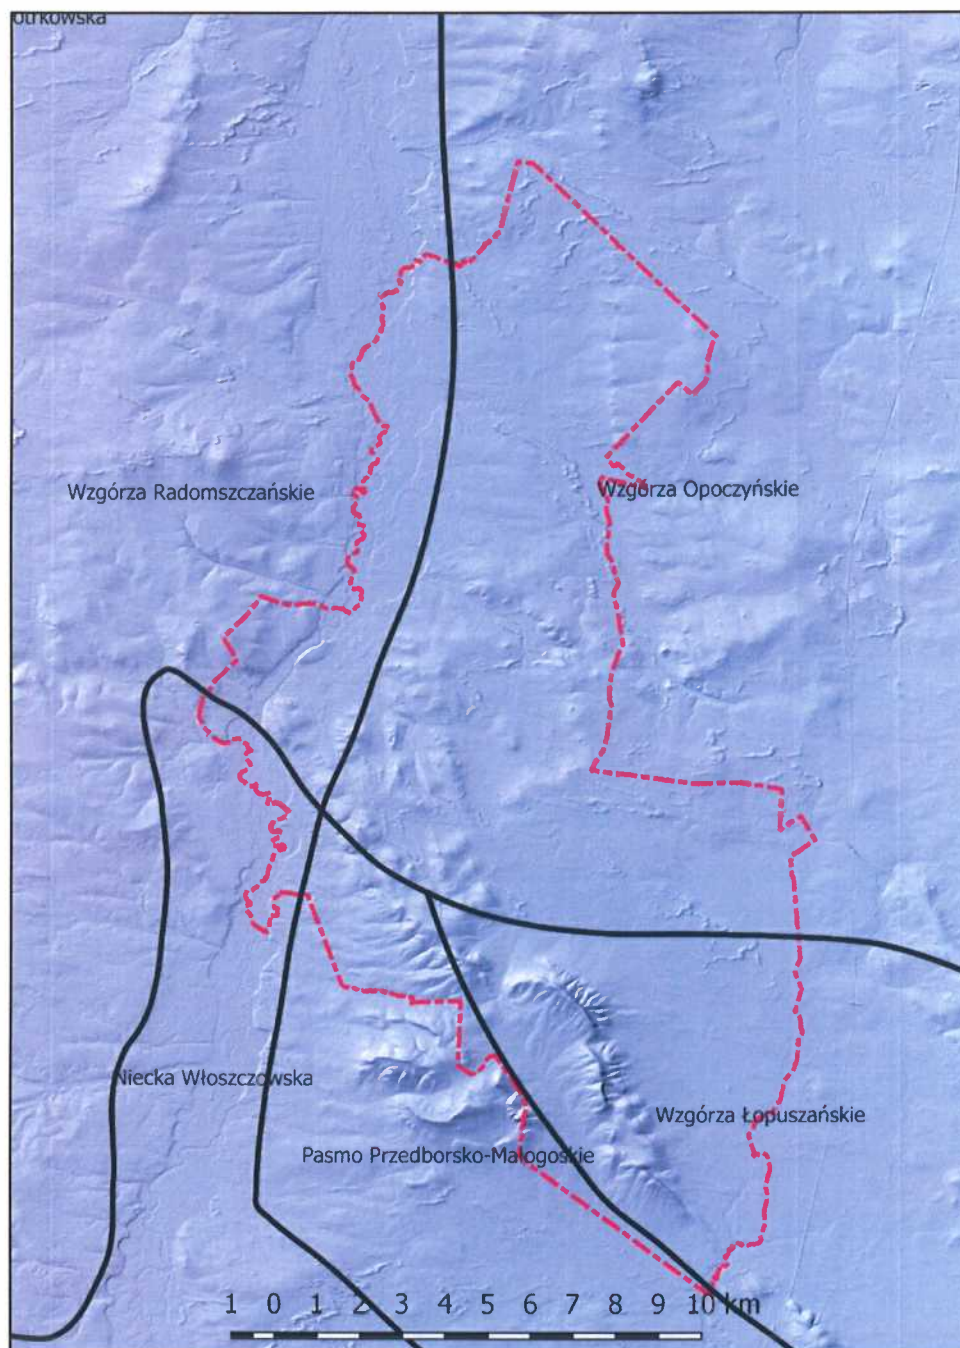 otrkowska
Wzgórza Radomszczańskie
Wzgórza Opoczyńskie
Niecka Włoszczowska
Wzgórza Łopuszańskie
Pasmo Przedborsko-Małogoskie
1 0 1 2 3 4 5 6 7 8 9 10 km